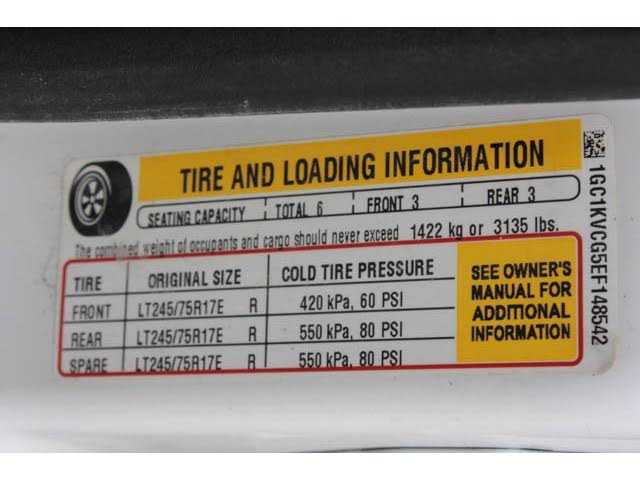 TIRE AND LOADING INFORMATION
SEATING CAPACITY TOTAL 6 FRONT 3 REAR 3
The combined weight of occupants and cargo should never exceed 1422 kg or 3135 lbs.
TIRE ORIGINAL SIZE COLD TIRE PRESSURE
FRONT LT245/75R17E R 420 kPa, 60 PSI
REAR LT245/75R17E R 550 kPa, 80 PSI
SPARE LT245/75R17E R 550 kPa, 80 PSI
SEE OWNER'S
MANUAL FOR
ADDITIONAL
INFORMATION
1GC1KVCG5EF148542